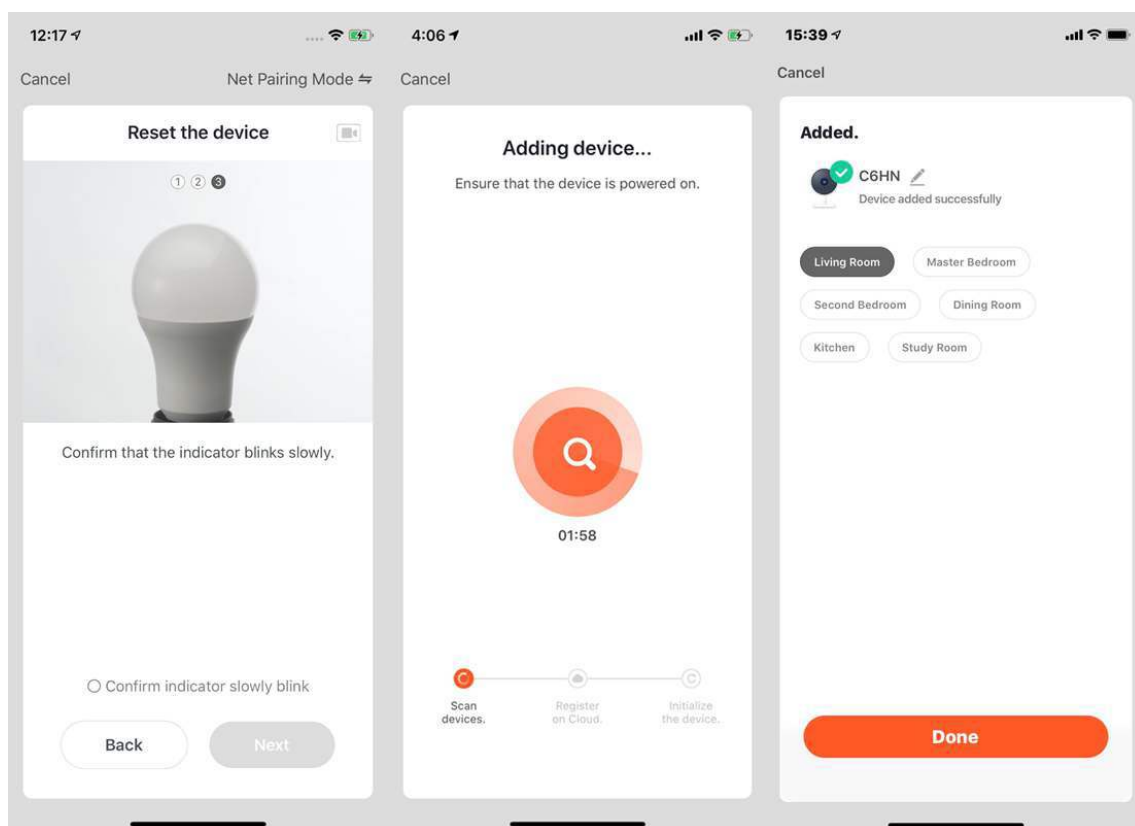 12:17
Cancel
Net Pairing Mode
Reset the device
1 2 3
Confirm that the indicator blinks slowly.
Confirm indicator slowly blink
Back
Next
4:06
Cancel
Adding device...
Ensure that the device is powered on.
01:58
Scan
devices.
Register
on Cloud.
Initialize
the device.
15:39
Cancel
Added.
C6HN
Device added successfully
Living Room
Master Bedroom
Second Bedroom
Dining Room
Kitchen
Study Room
Done